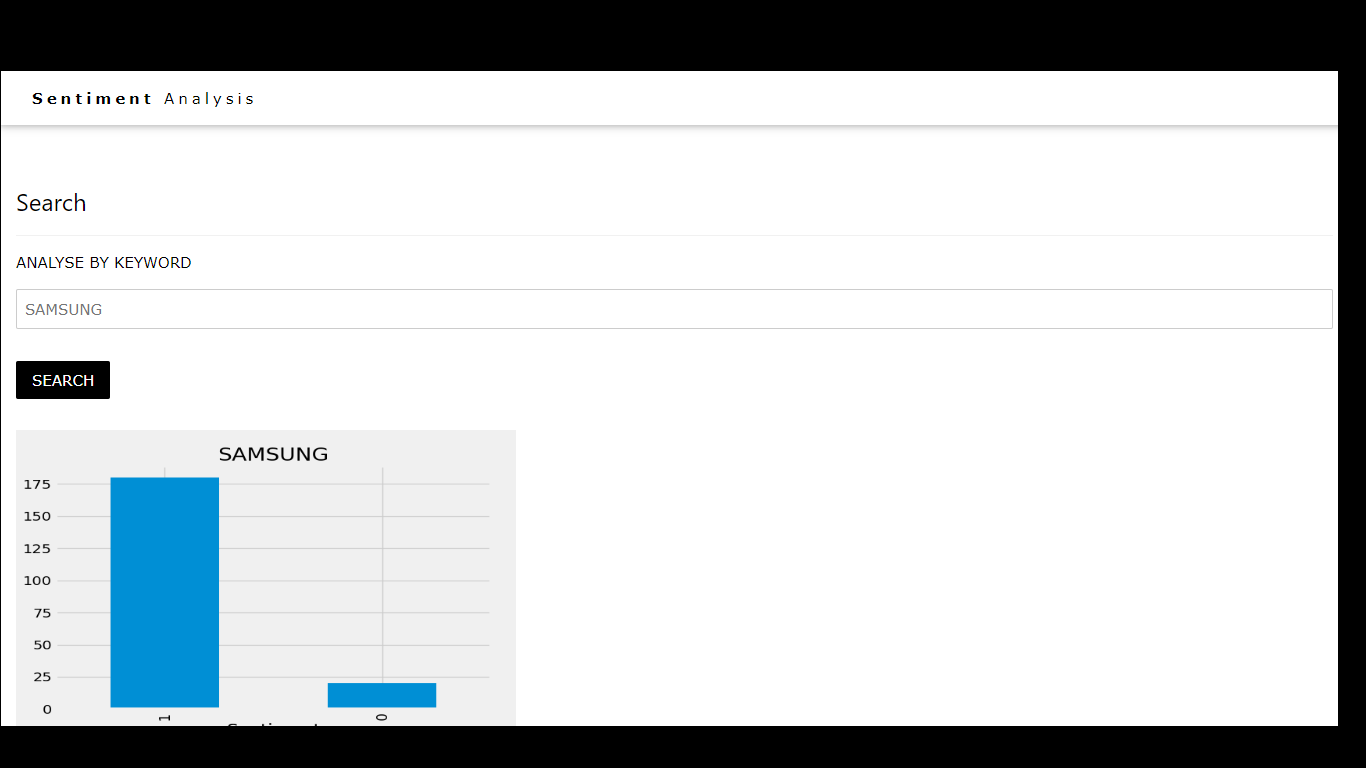 Sentiment Analysis
Search
ANALYSE BY KEYWORD
SAMSUNG
SEARCH
SAMSUNG
175
150
125
100
75
50
25
0
1
0